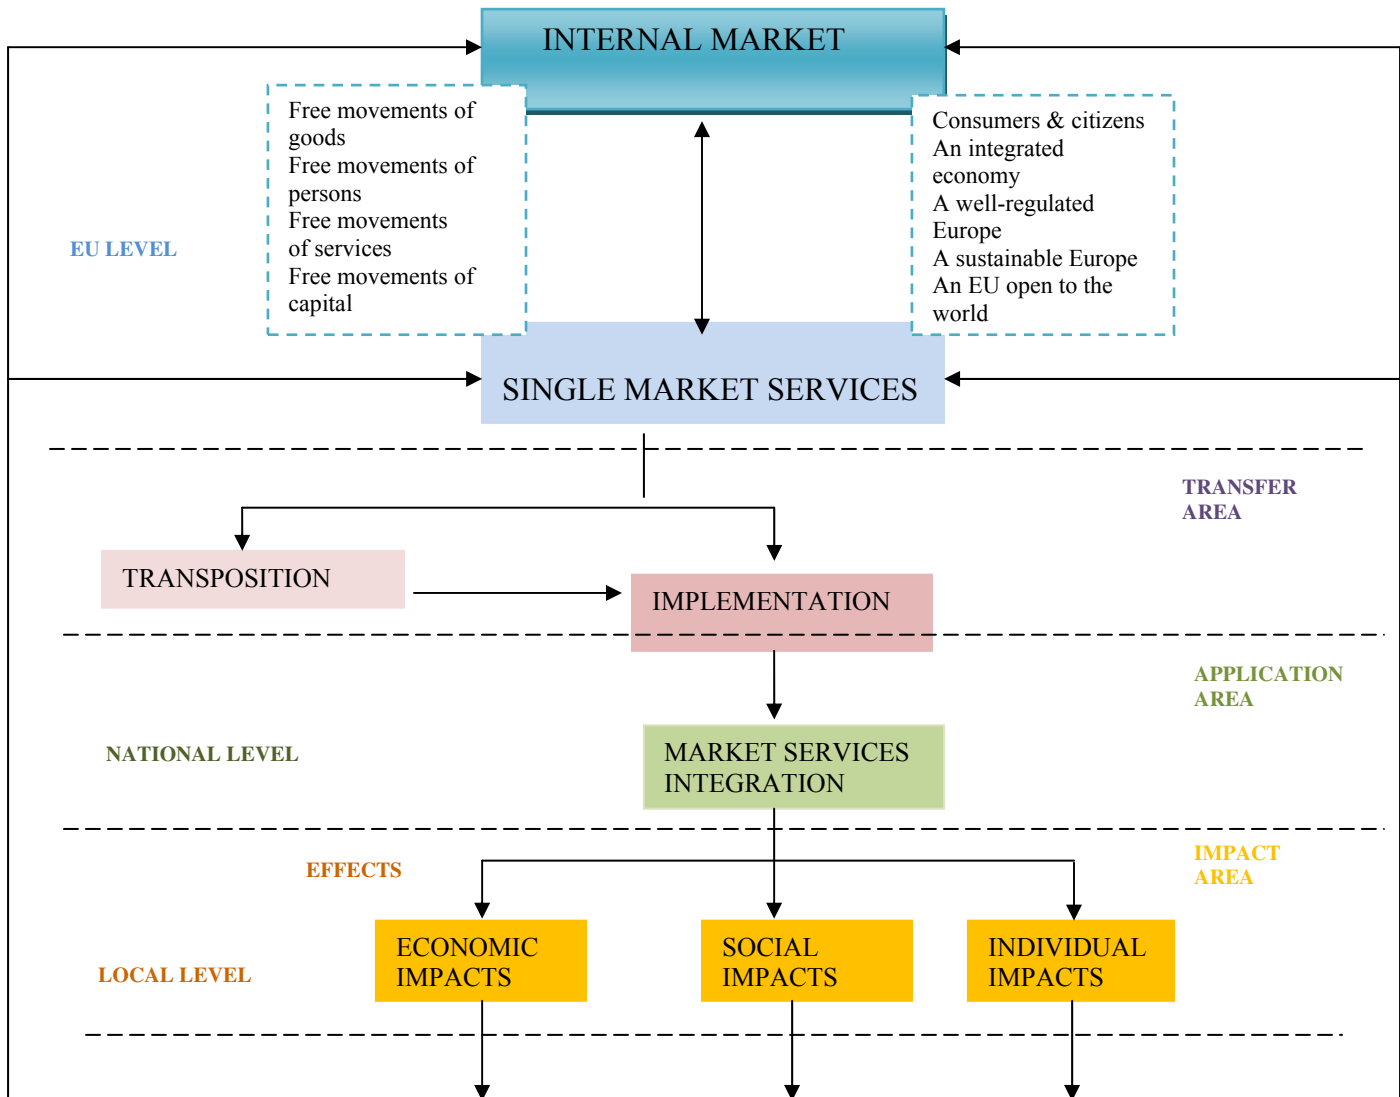 INTERNAL MARKET
Free movements of
goods
Free movements of
persons
Free movements
of services
Free movements of
capital
Consumers & citizens
An integrated
economy
A well-regulated
Europe
A sustainable Europe
An EU open to the
world
EU LEVEL
SINGLE MARKET SERVICES
TRANSFER
AREA
TRANSPOSITION
IMPLEMENTATION
APPLICATION
AREA
NATIONAL LEVEL
MARKET SERVICES
INTEGRATION
EFFECTS
IMPACT
AREA
ECONOMIC
IMPACTS
SOCIAL
IMPACTS
INDIVIDUAL
IMPACTS
LOCAL LEVEL